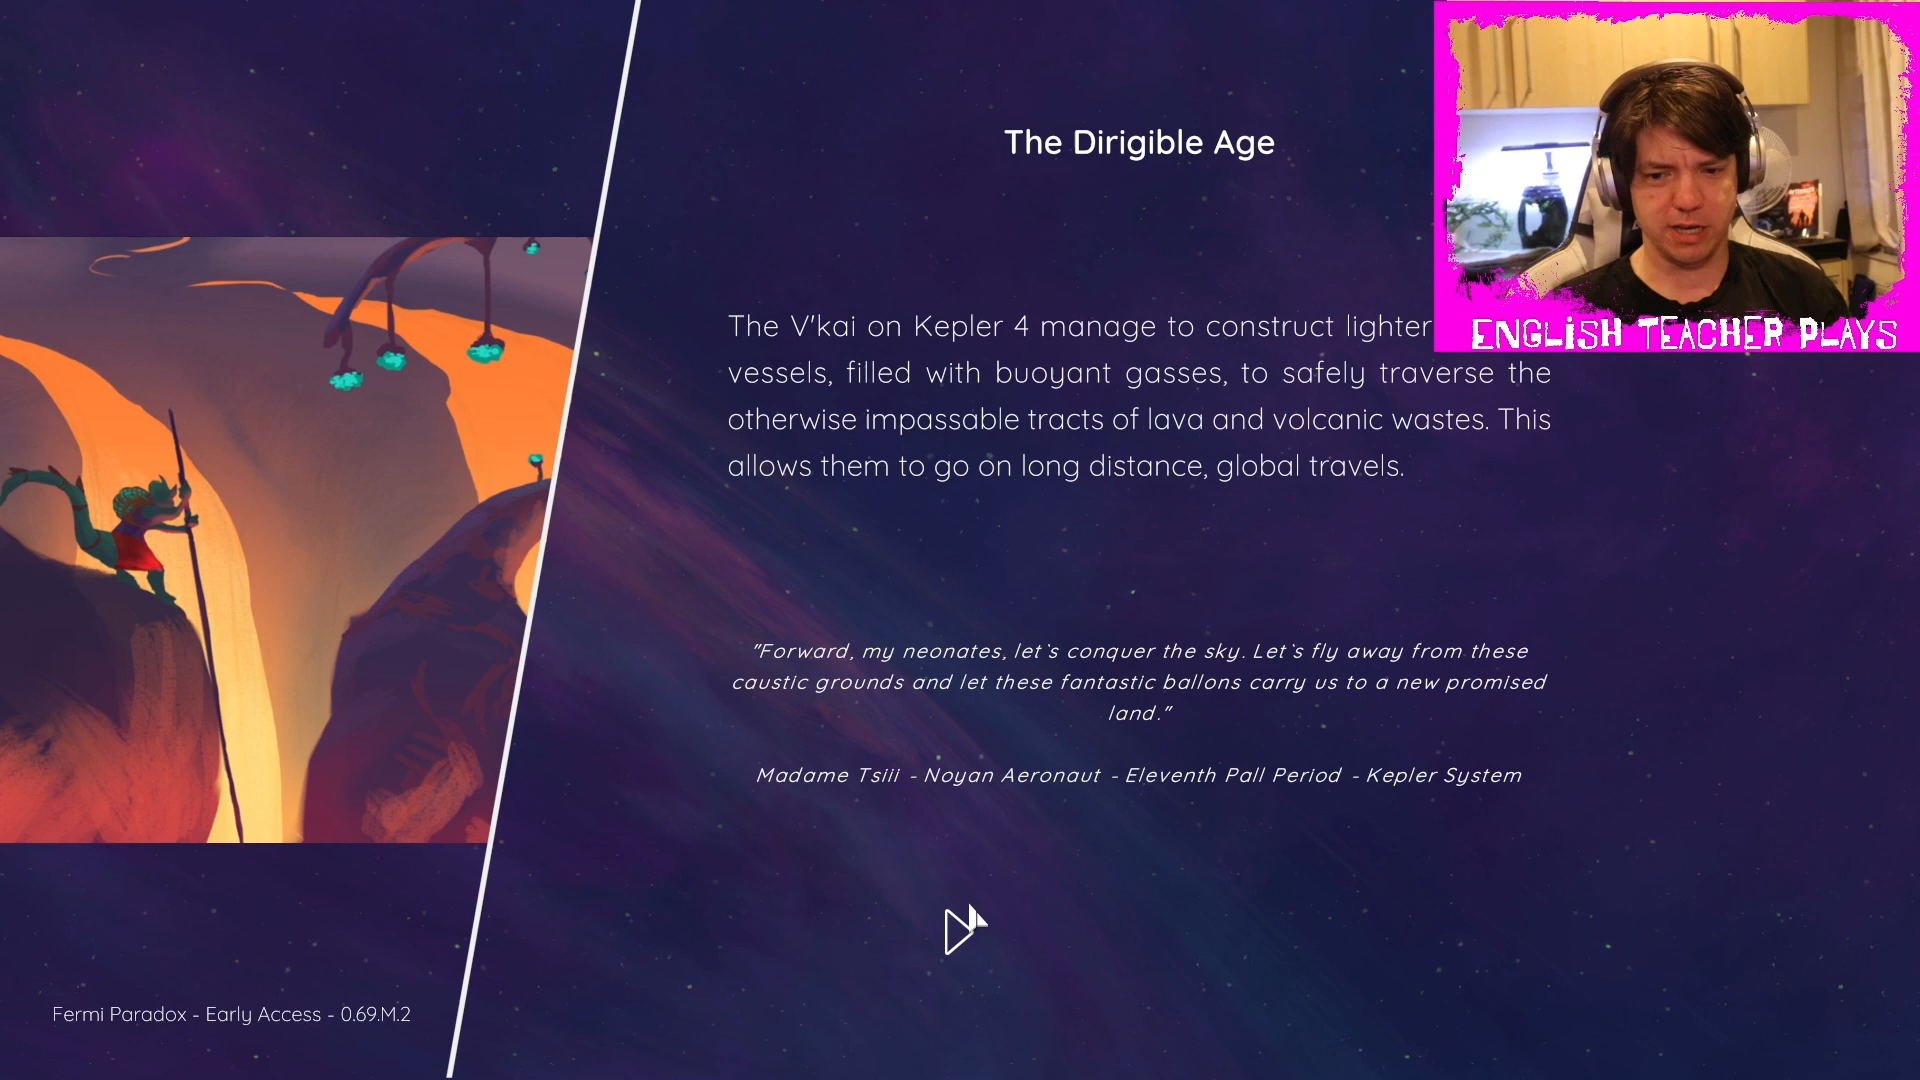 The Dirigible Age
The V'kai on Kepler 4 manage to construct lighter
vessels, filled with buoyant gasses, to safely traverse the
otherwise impassable tracts of lava and volcanic wastes. This
allows them to go on long distance, global travels.
"Forward, my neonates, let`s conquer the sky. Let`s fly away from these
caustic grounds and let these fantastic ballons carry us to a new promised
land."
Madame Tsiii - Noyan Aeronaut - Eleventh Pall Period - Kepler System
Fermi Paradox - Early Access - 0.69.M.2
ENGLISH TEACHER PLAYS